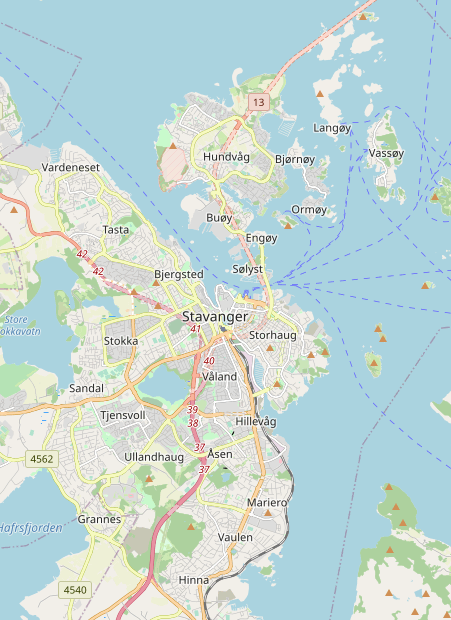 13
Langøy
Hundvåg
Bjørnøy
Vassøy
Vardeneset
Buøy
Ormøy
Tasta
Engøy
42
42
Bjergsted
Sølyst
Stavanger
Store
okkavatn
41
Stokka
Storhaug
40
Våland
Sandal
39
Tjensvoll
38
Hillevåg
37
4562
Ullandhaug
Åsen
37
Mariero
Grannes
Hafrsfjorden
Vaulen
Hinna
4540